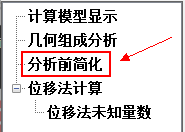 计算模型显示
几何组成分析
分析前简化
位移法计算
位移法未知量数